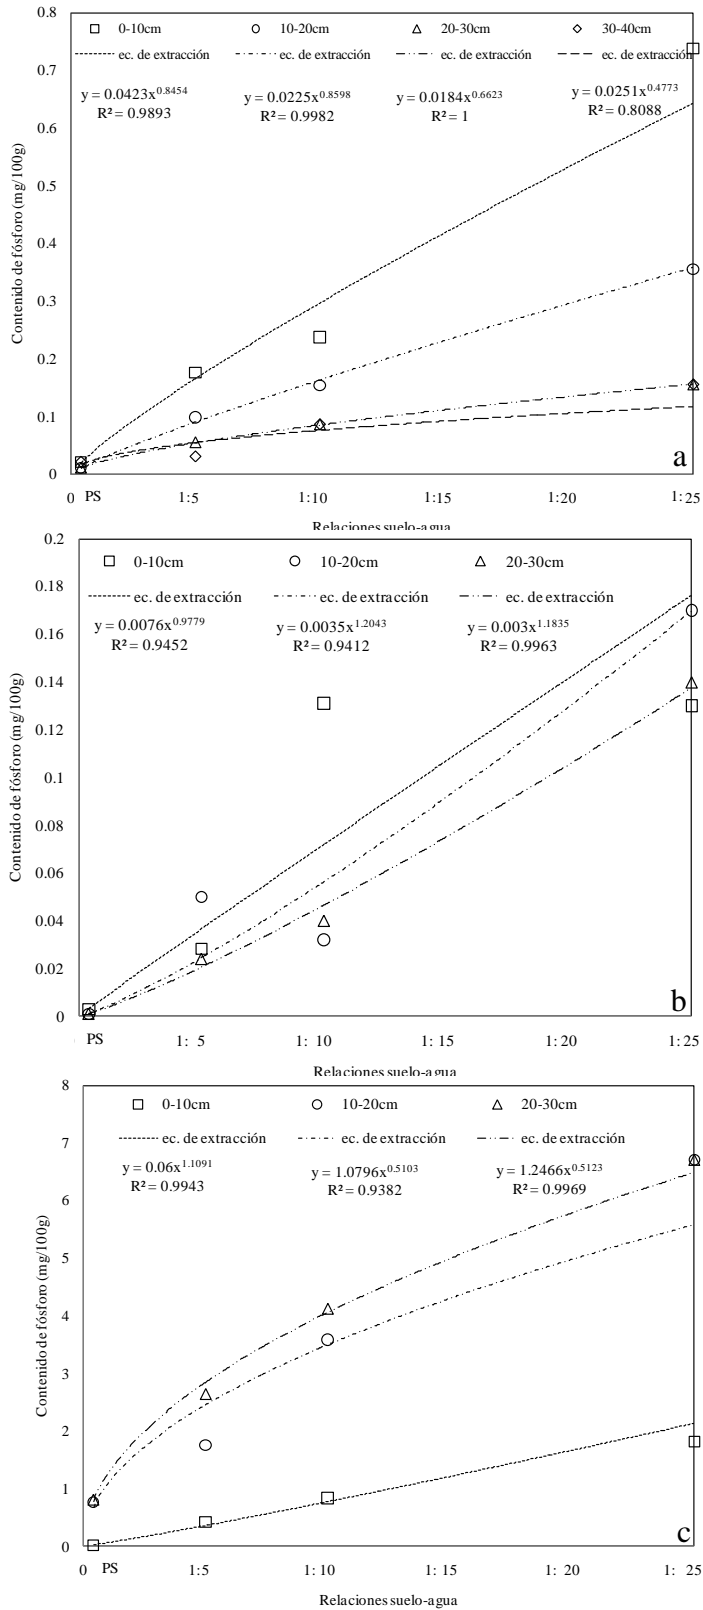 0.8
0.7
0.6
0.5
0.4
0.3
0.2
0.1
0
Contenido de fósforo (mg/100g)
0-10cm 10-20cm 20-30cm 30-40cm
ec. de extracción ec. de extracción ec. de extracción ec. de extracción
y = 0.0423x^0.8454 y = 0.0225x^0.8598 y = 0.0184x^0.6623 y = 0.0251x^0.4773
R² = 0.9893 R² = 0.9982 R² = 1 R² = 0.8088
a
0 PS 1:5 1:10 1:15 1:20 1:25
Relaciones suelo-agua
0.2
0.18
0.16
0.14
0.12
0.1
0.08
0.06
0.04
0.02
0
Contenido de fósforo (mg/100g)
0-10cm 10-20cm 20-30cm
ec. de extracción ec. de extracción ec. de extracción
y = 0.0076x^0.9779 y = 0.0035x^1.2043 y = 0.003x^1.1835
R² = 0.9452 R² = 0.9412 R² = 0.9963
b
PS 1: 5 1: 10 1: 15 1: 20 1: 25
Relaciones suelo-agua
8
7
6
5
4
3
2
1
0
Contenido de fósforo (mg/100g)
0-10cm 10-20cm 20-30cm
ec. de extracción ec. de extracción ec. de extracción
y = 0.06x^1.1091 y = 1.0796x^0.5103 y = 1.2466x^0.5123
R² = 0.9943 R² = 0.9382 R² = 0.9969
c
0 PS 1:5 1: 10 1: 15 1: 20 1: 25
Relaciones suelo-agua